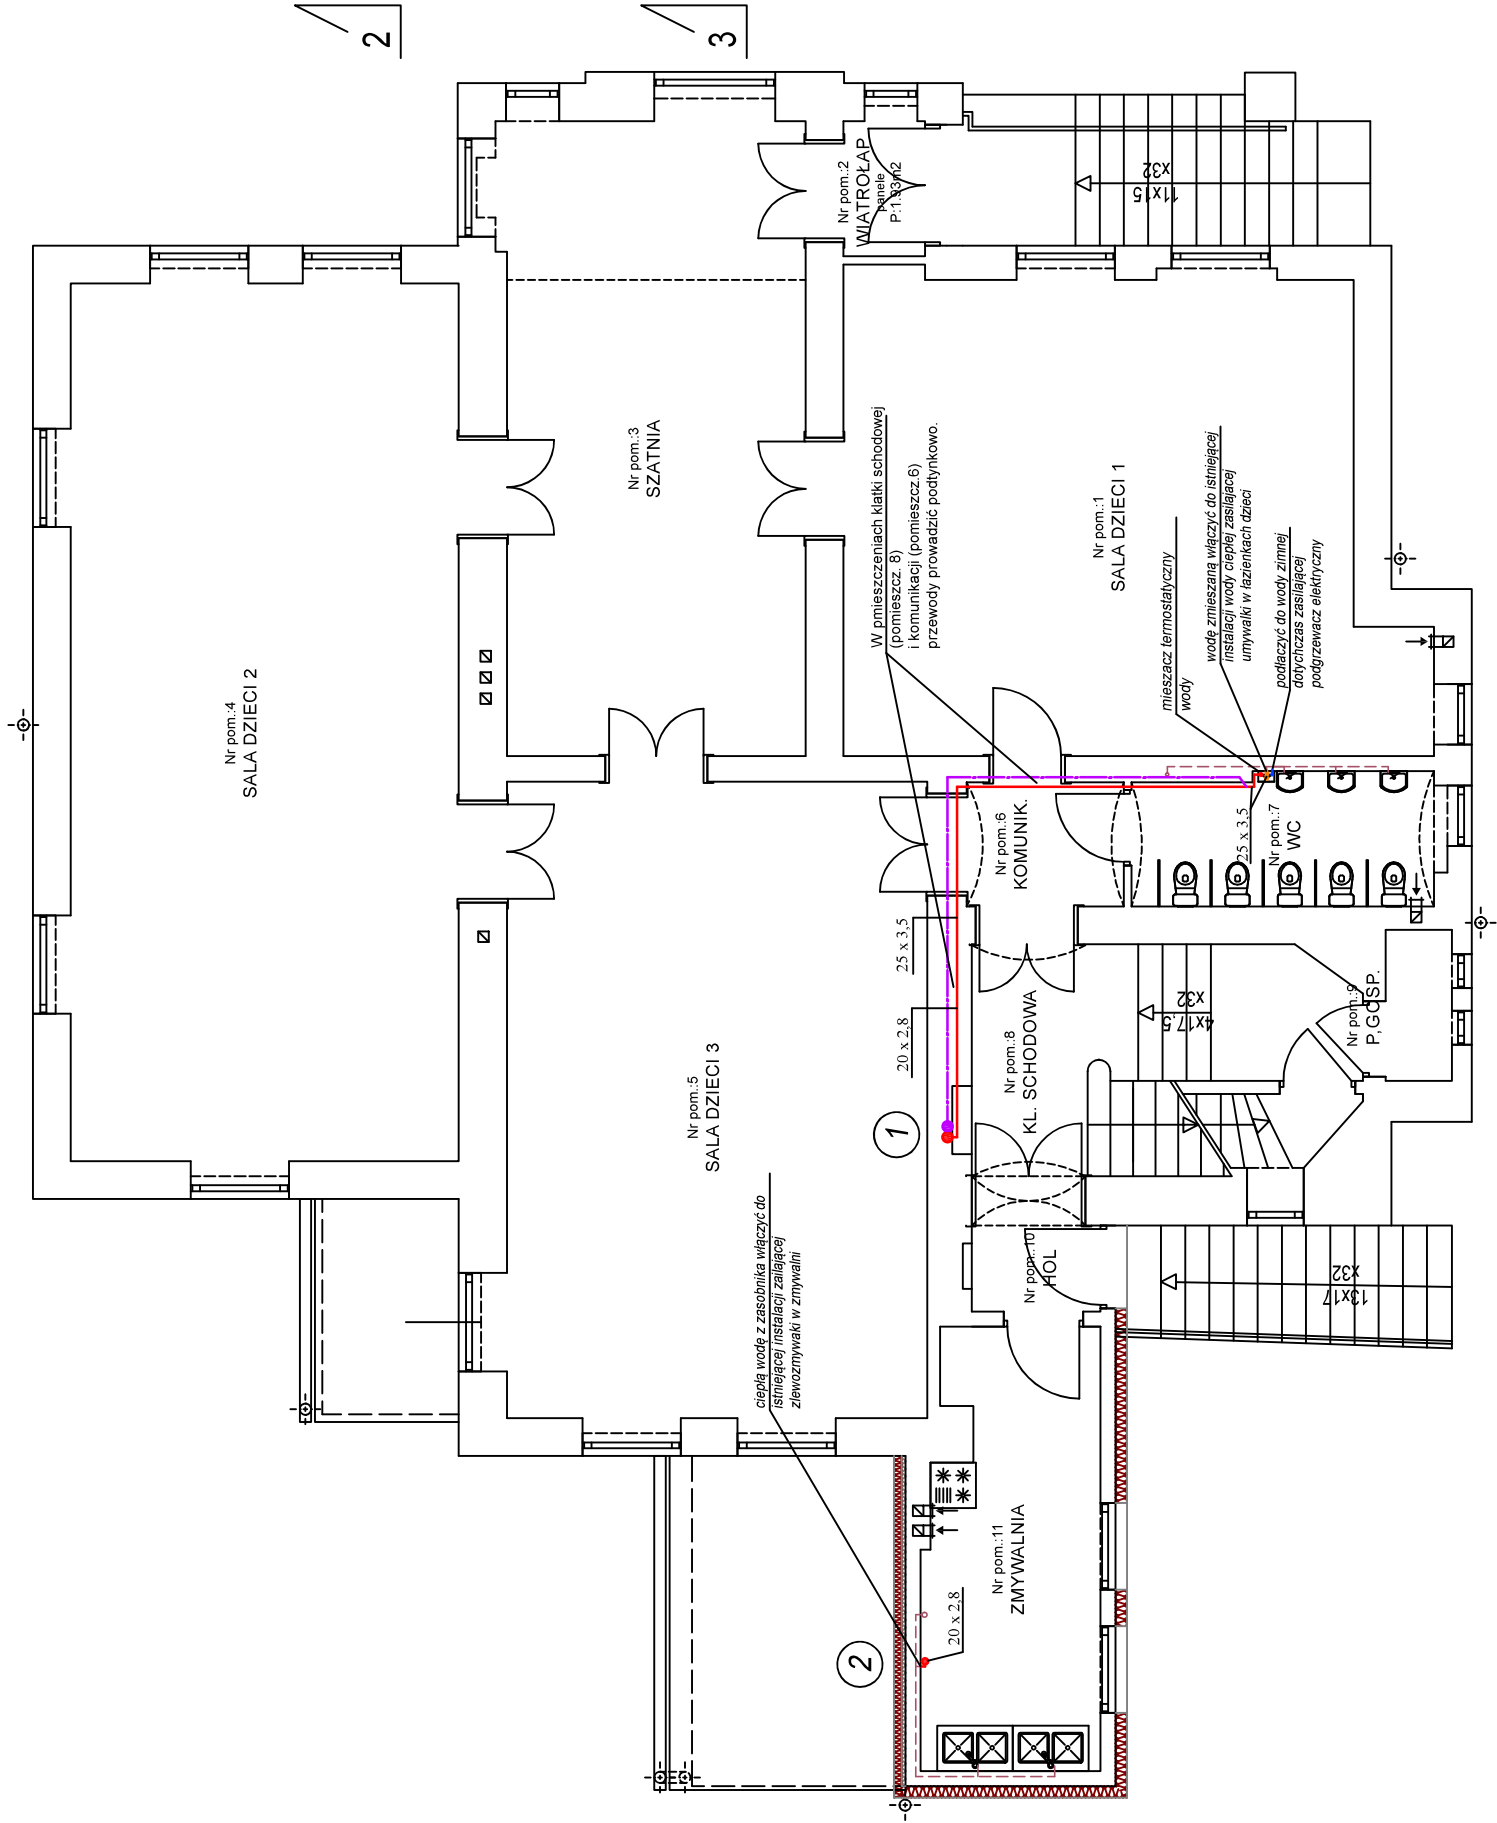 2
3
Nr pom.:2
WIATROŁAP
panele
P:1.93m2
11x15
x32
Nr pom.:3
SZATNIA
Nr pom.:4
SALA DZIECI 2
Nr pom.:1
SALA DZIECI 1
W pmieszczeniach klatki schodowej
(pomieszcz. 8)
i komunikacji (pomieszcz.6)
przewody prowadzić podtynkowo.
mieszacz termostatyczny
wody
wodę zmieszaną włączyć do istniejącej
instalacji wody ciepłej zasilajacej
umywalki w łazienkach dzieci
podłaczyć do wody zimnej
dotychczas zasilającej
podgrzewacz elektryczny
Nr pom.:6
KOMUNIK.
25 x 3,5
Nr pom.:7
WC
25 x 3,5
20 x 2,8
Nr pom.:5
SALA DZIECI 3
1
Nr pom.:8
KL. SCHODOWA
4x17,5
x32
Nr pom.:9
P,GOSP.
ciepłą wodę z zasobnika włączyć do
istniejącej instalacji zailającej
zlewozmywaki w zmywalni
Nr pom.:10
HOL
13x17
x32
Nr pom.:11
ZMYWALNIA
20 x 2,8
2